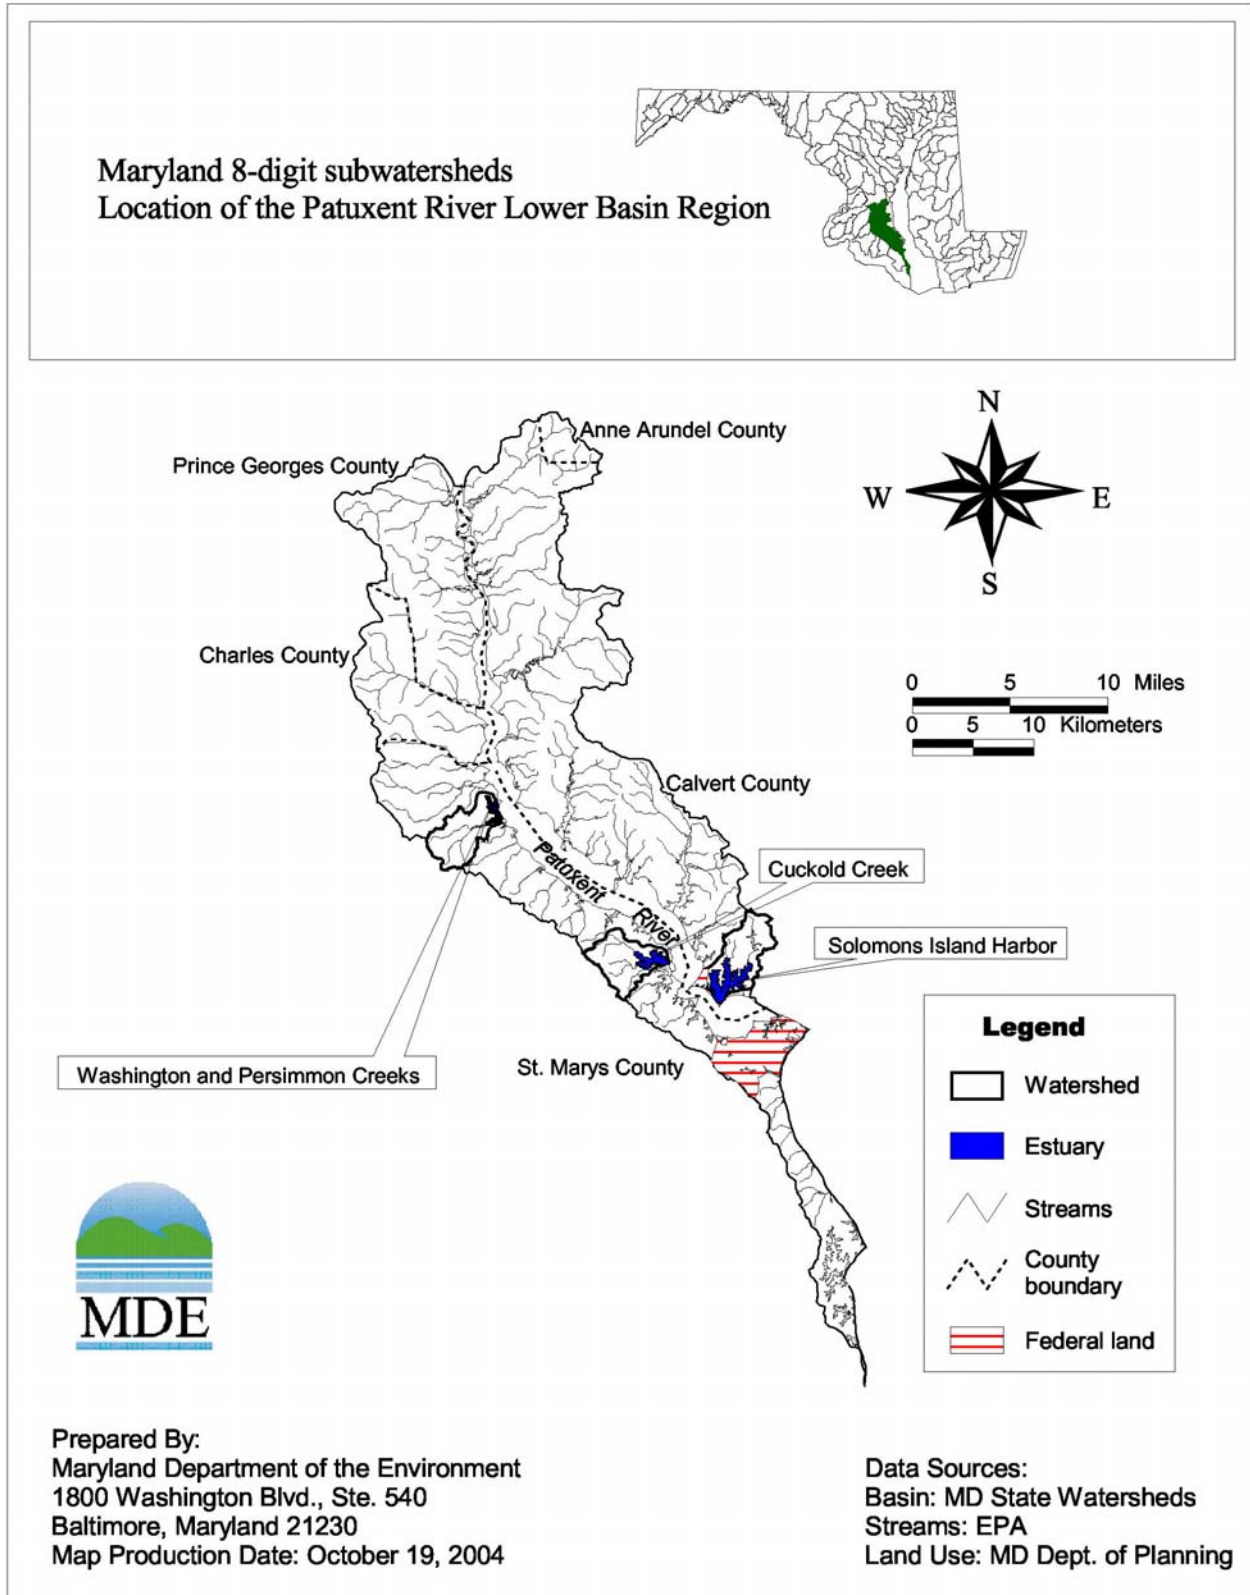 Maryland 8-digit subwatersheds
Location of the Patuxent River Lower Basin Region
N
W
E
S
Anne Arundel County
Prince Georges County
Charles County
0 5 10 Miles
0 5 10 Kilometers
Calvert County
Patuxent
River
Cuckold Creek
Solomons Island Harbor
St. Marys County
Washington and Persimmon Creeks
Legend
Watershed
Estuary
Streams
County
boundary
Federal land
MDE
Prepared By:
Maryland Department of the Environment
1800 Washington Blvd., Ste. 540
Baltimore, Maryland 21230
Map Production Date: October 19, 2004
Data Sources:
Basin: MD State Watersheds
Streams: EPA
Land Use: MD Dept. of Planning